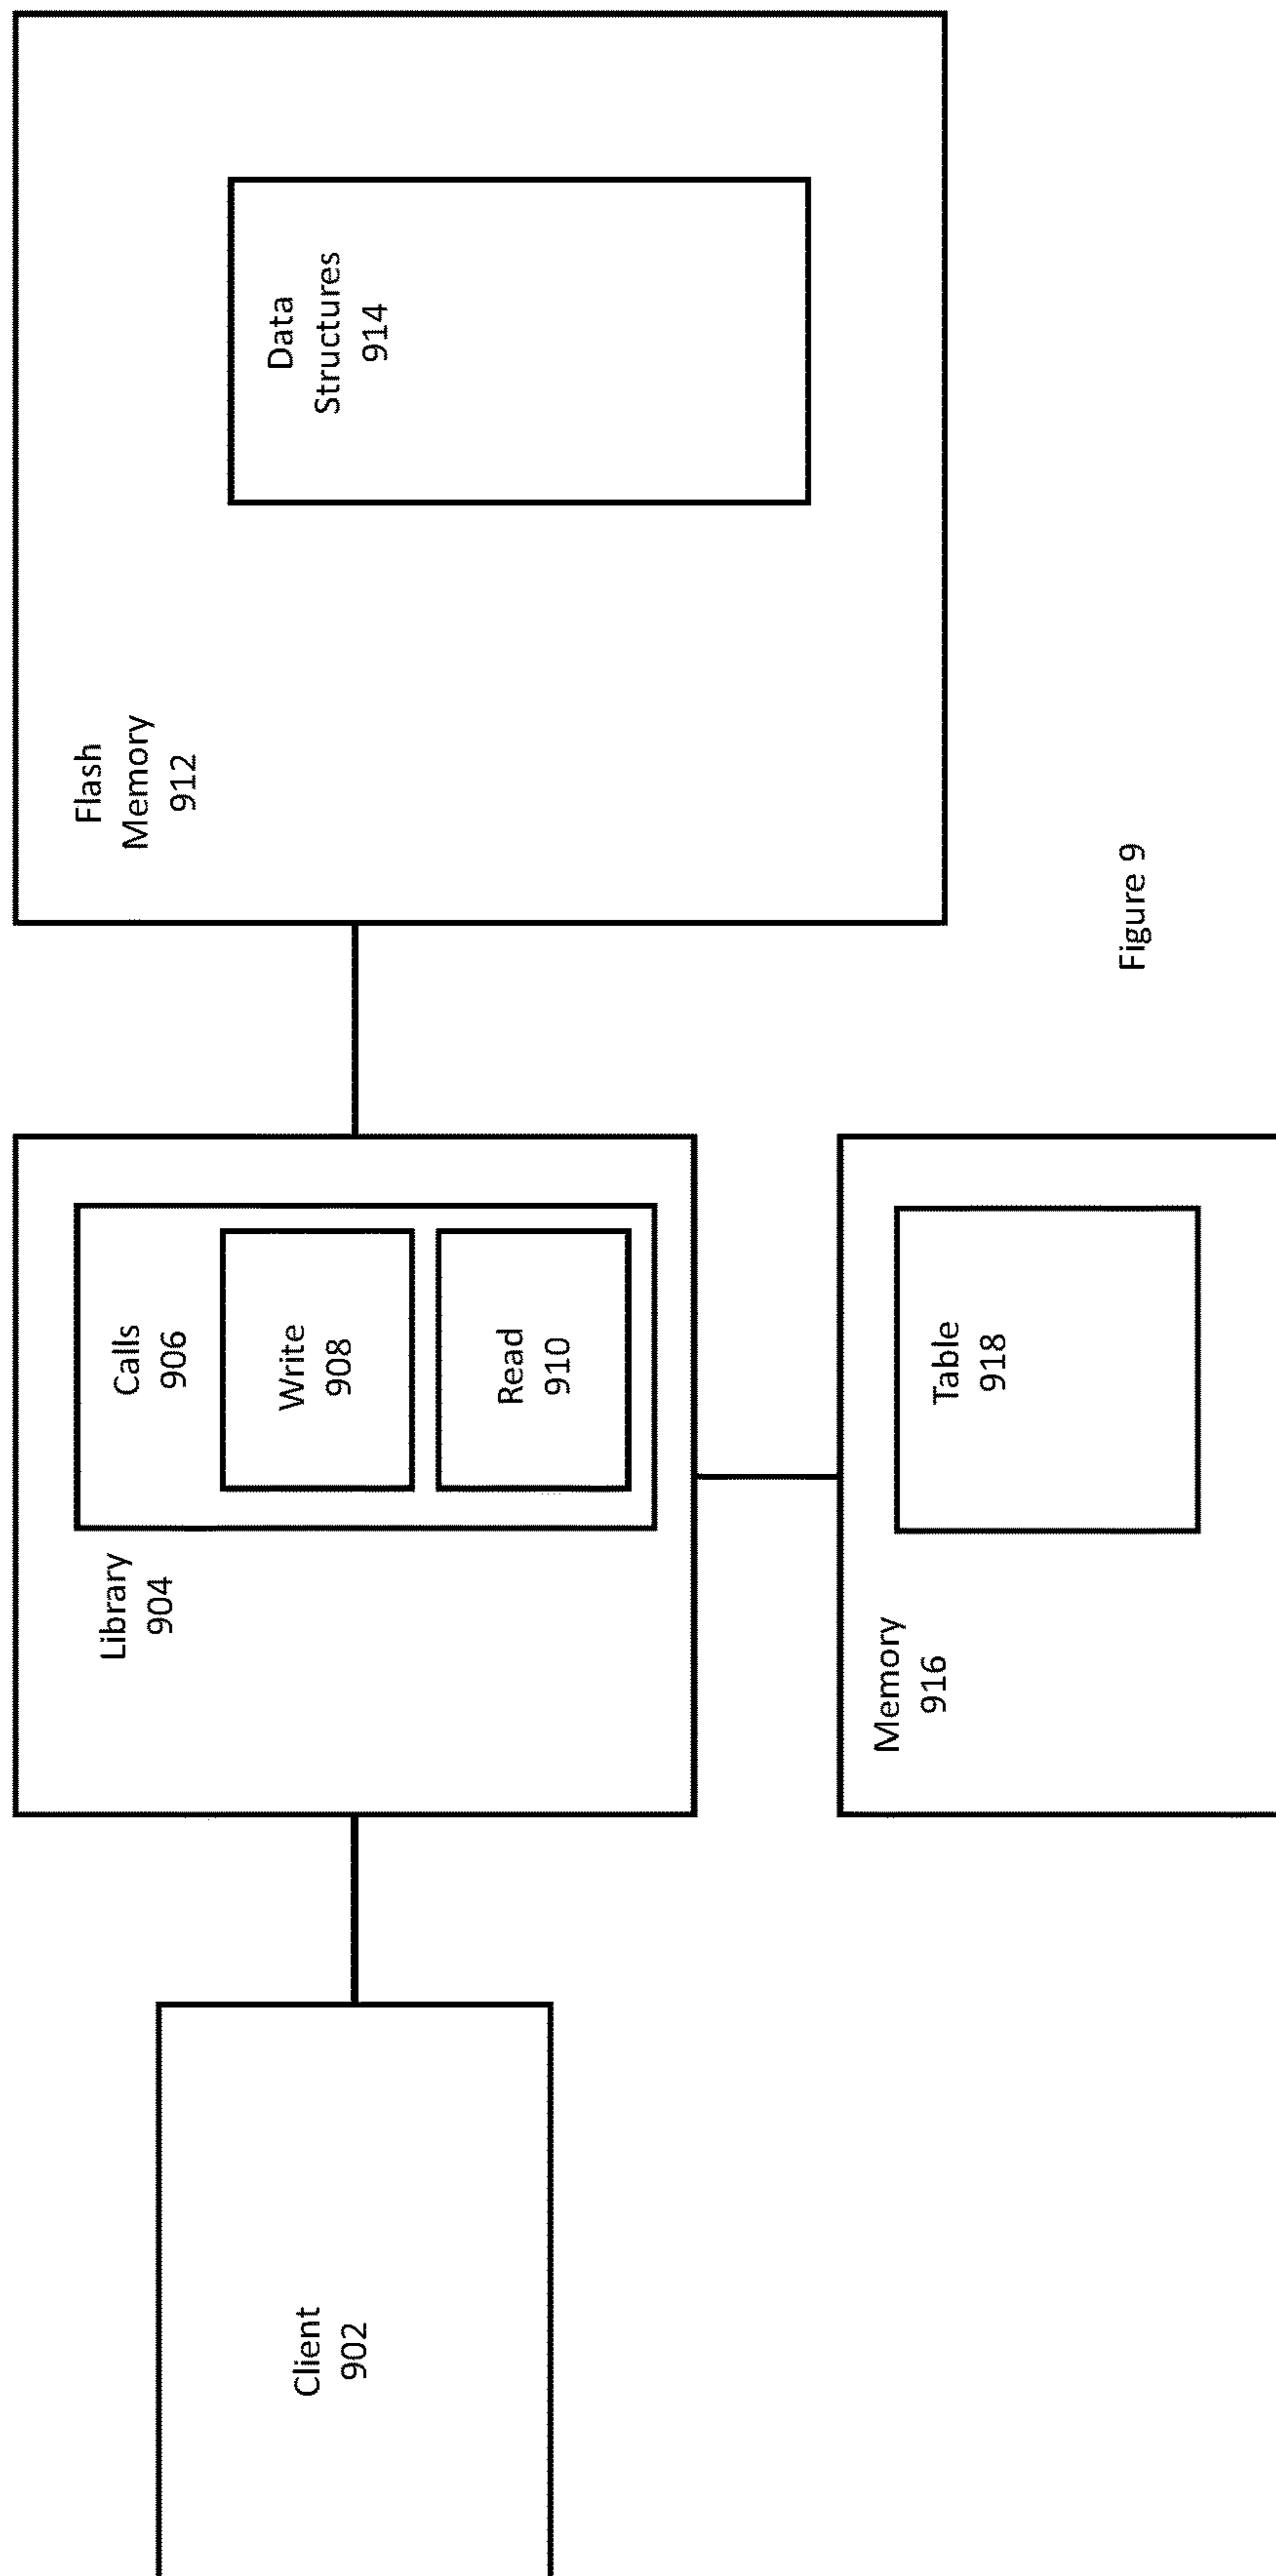 Client
902
Library
904
Calls
906
Write
908
Read
910
Flash
Memory
912
Data
Structures
914
Memory
916
Table
918
Figure 9